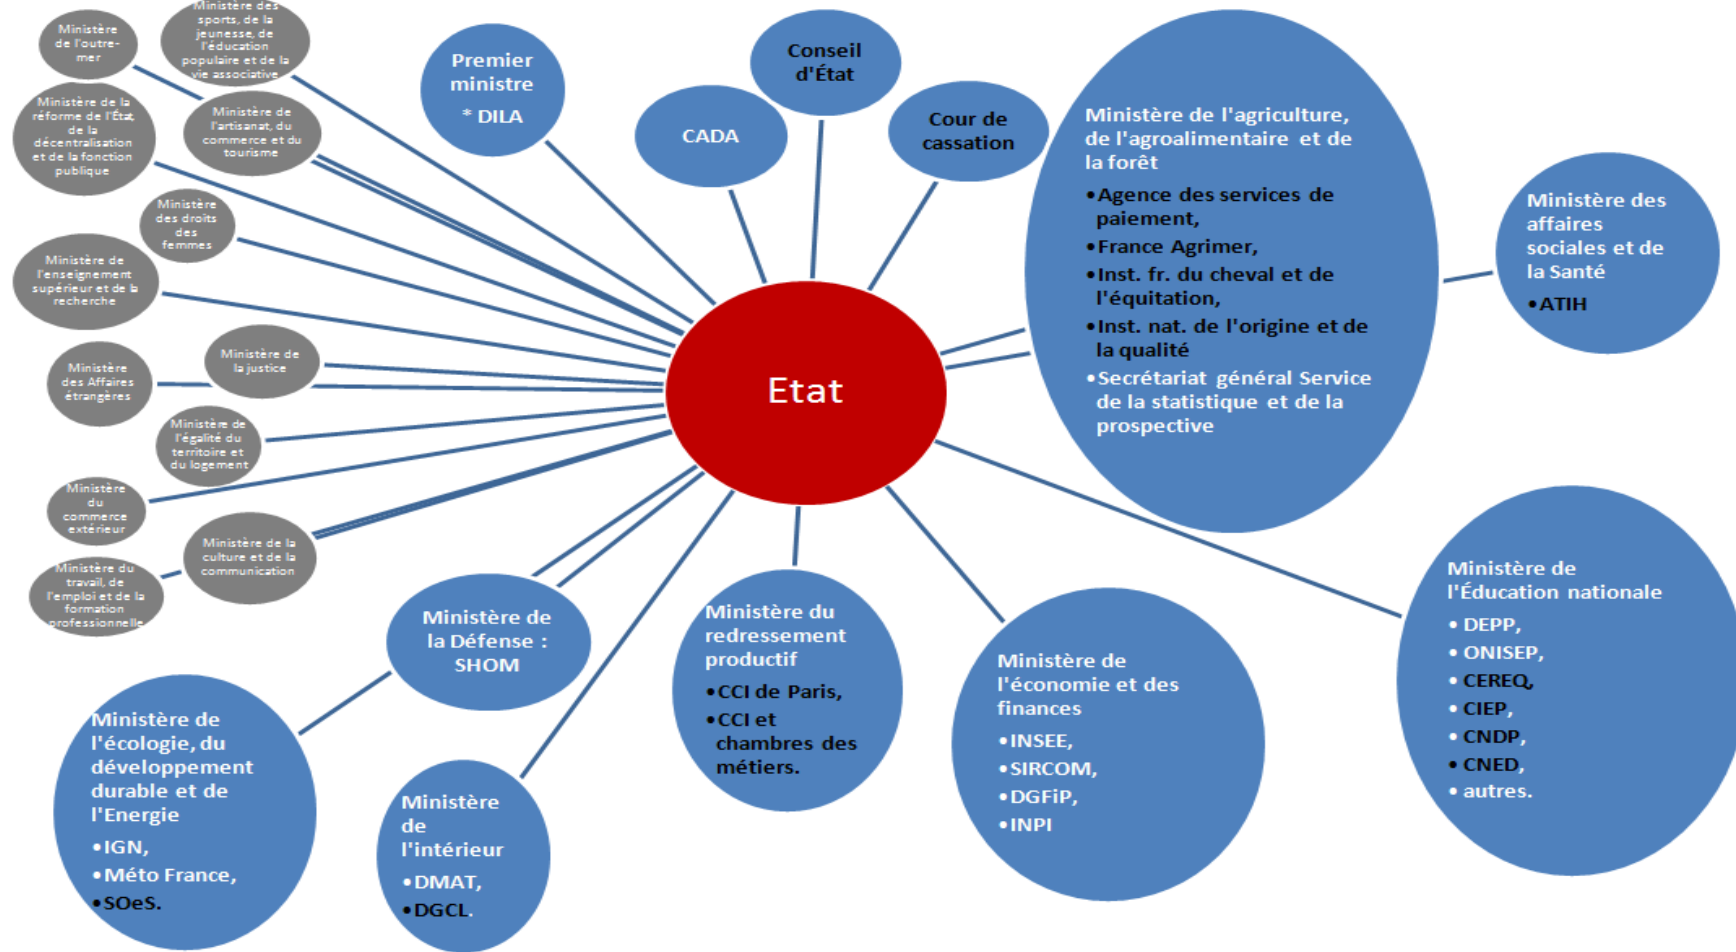 Ministère des
sports, de la
jeunesse, de
l'éducation
populaire et de la
vie associative
Ministère
de l'outre-
mer
Ministère de la
réforme de l'État,
de la
décentralisation
et de la fonction
publique
Ministère de
l'artisanat, du
commerce et du
tourisme
Ministère
des droits
des
femmes
Ministère de
l'enseignement
supérieur et de la
recherche
Ministère de
la justice
Ministère
des Affaires
étrangères
Ministère de
l'égalité du
territoire et
du logement
Ministère
du
commerce
extérieur
Ministère de la
culture et de la
communication
Ministère du
travail, de
l'emploi et de la
formation
professionnelle
Premier
ministre
* DILA
CADA
Conseil
d'État
Cour de
cassation
Ministère de l'agriculture,
de l'agroalimentaire et de
la forêt
•Agence des services de
paiement,
•France Agrimer,
•Inst. fr. du cheval et de
l'équitation,
•Inst. nat. de l'origine et de
la qualité
•Secrétariat général Service
de la statistique et de la
prospective
Ministère des
affaires
sociales et de
la Santé
•ATIH
Etat
Ministère de
l'Éducation nationale
• DEPP,
• ONISEP,
• CEREQ,
• CIEP,
• CNDP,
• CNED,
• autres.
Ministère de
l'économie et des
finances
•INSEE,
•SIRCOM,
•DGFiP,
•INPI
Ministère du
redressement
productif
•CCI de Paris,
•CCI et
chambres des
métiers.
Ministère de
la Défense :
SHOM
Ministère
de
l'intérieur
•DMAT,
•DGCL.
Ministère de
l'écologie, du
développement
durable et de
l'Energie
•IGN,
•Méto France,
•SOeS.